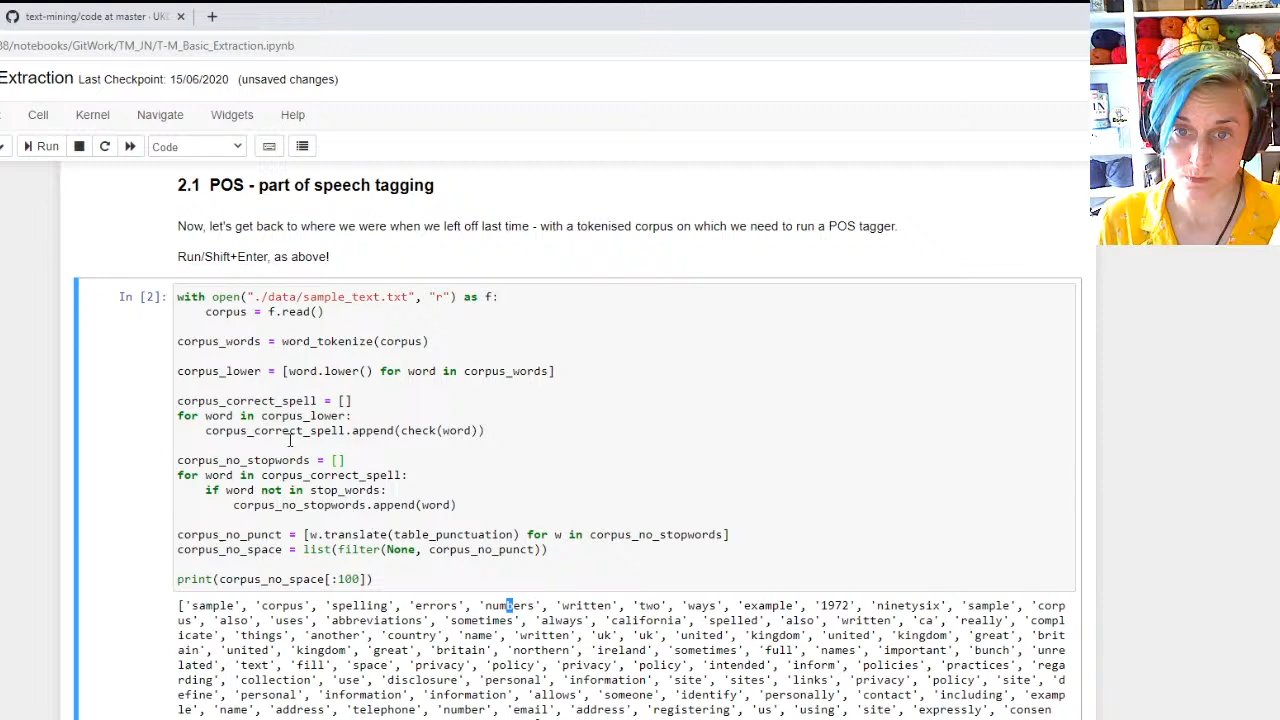 text-mining/code at master · UK
38/notebooks/GitWork/TM_JN/T-M_Basic_Extraction.ipynb
Extraction Last Checkpoint: 15/06/2020 (unsaved changes)
Cell Kernel Navigate Widgets Help
Run Code
2.1 POS - part of speech tagging
Now, let's get back to where we were when we left off last time - with a tokenised corpus on which we need to run a POS tagger.
Run/Shift+Enter, as above!
In [2]: with open("./data/sample_text.txt", "r") as f:
corpus = f.read()
corpus_words = word_tokenize(corpus)
corpus_lower = [word.lower() for word in corpus_words]
corpus_correct_spell = []
for word in corpus_lower:
corpus_correct_spell.append(check(word))
corpus_no_stopwords = []
for word in corpus_correct_spell:
if word not in stop_words:
corpus_no_stopwords.append(word)
corpus_no_punct = [w.translate(table_punctuation) for w in corpus_no_stopwords]
corpus_no_space = list(filter(None, corpus_no_punct))
print(corpus_no_space[:100])
['sample', 'corpus', 'spelling', 'errors', 'numbers', 'written', 'two', 'ways', 'example', '1972', 'ninetysix', 'sample', 'corp
us', 'also', 'uses', 'abbreviations', 'sometimes', 'always', 'california', 'spelled', 'also', 'written', 'ca', 'really', 'compl
icate', 'things', 'another', 'country', 'name', 'written', 'uk', 'uk', 'united', 'kingdom', 'united', 'kingdom', 'great', 'brit
ain', 'united', 'kingdom', 'great', 'britain', 'northern', 'ireland', 'sometimes', 'full', 'names', 'important', 'bunch', 'unre
lated', 'text', 'fill', 'space', 'privacy', 'policy', 'privacy', 'policy', 'intended', 'inform', 'policies', 'practices', 'rega
rding', 'collection', 'use', 'disclosure', 'personal', 'information', 'site', 'sites', 'links', 'privacy', 'policy', 'site', 'd
efine', 'personal', 'information', 'information', 'allows', 'someone', 'identify', 'personally', 'contact', 'including', 'examp
le', 'name', 'address', 'telephone', 'number', 'email', 'address', 'registering', 'us', 'using', 'site', 'expressly', 'consen